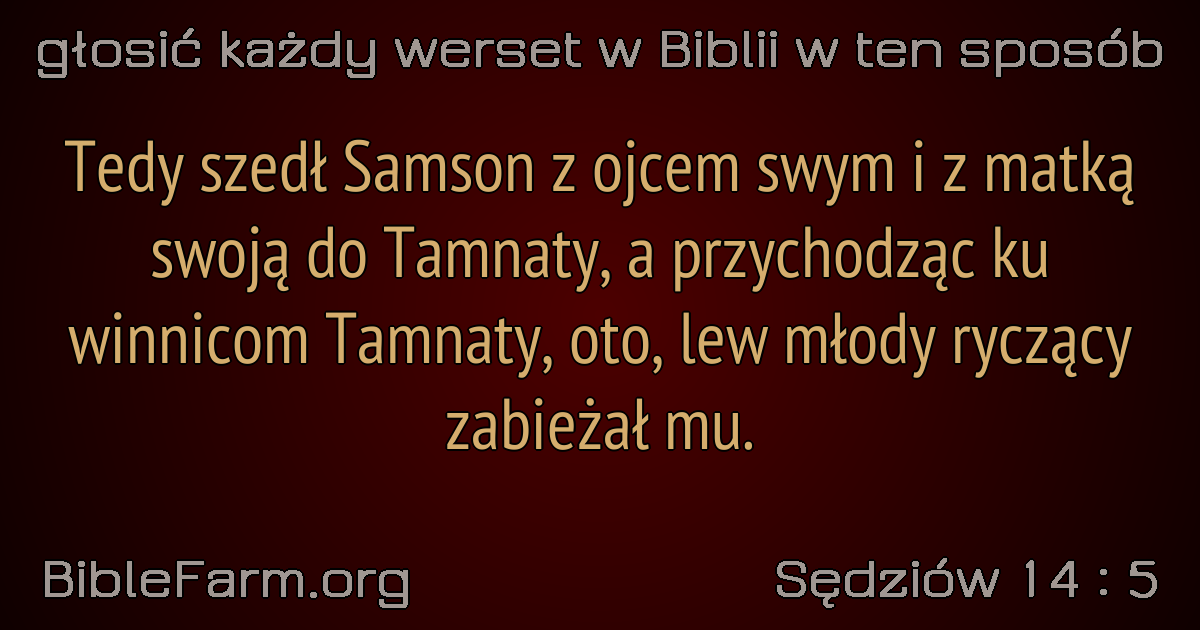 głosić każdy werset w Biblii w ten sposób
Tedy szedł Samson z ojcem swym i z matką
swoją do Tamnaty, a przychodząc ku
winnicom Tamnaty, oto, lew młody ryczący
zabieżał mu.
BibleFarm.org
Sędziów 14 : 5